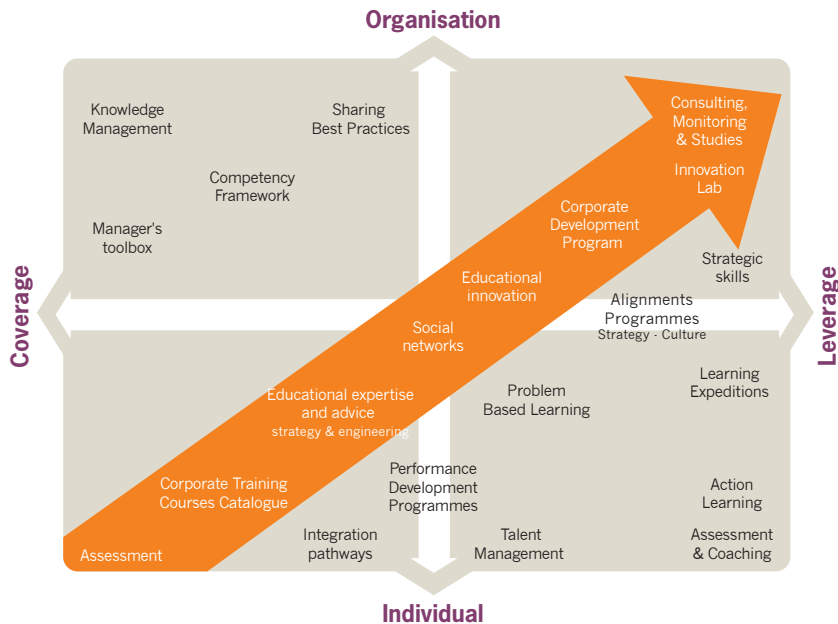 Organisation
Knowledge
Management
Sharing
Best Practices
Consulting,
Monitoring
& Studies
Competency
Framework
Innovation
Lab
Manager's
toolbox
Corporate
Development
Program
Strategic
skills
Educational
innovation
Coverage
Leverage
Alignments
Programmes
Strategy - Culture
Social
networks
Educational expertise
and advice
strategy & engineering
Problem
Based Learning
Learning
Expeditions
Corporate Training
Courses Catalogue
Performance
Development
Programmes
Action
Learning
Assessment
Integration
pathways
Talent
Management
Assessment
& Coaching
Individual